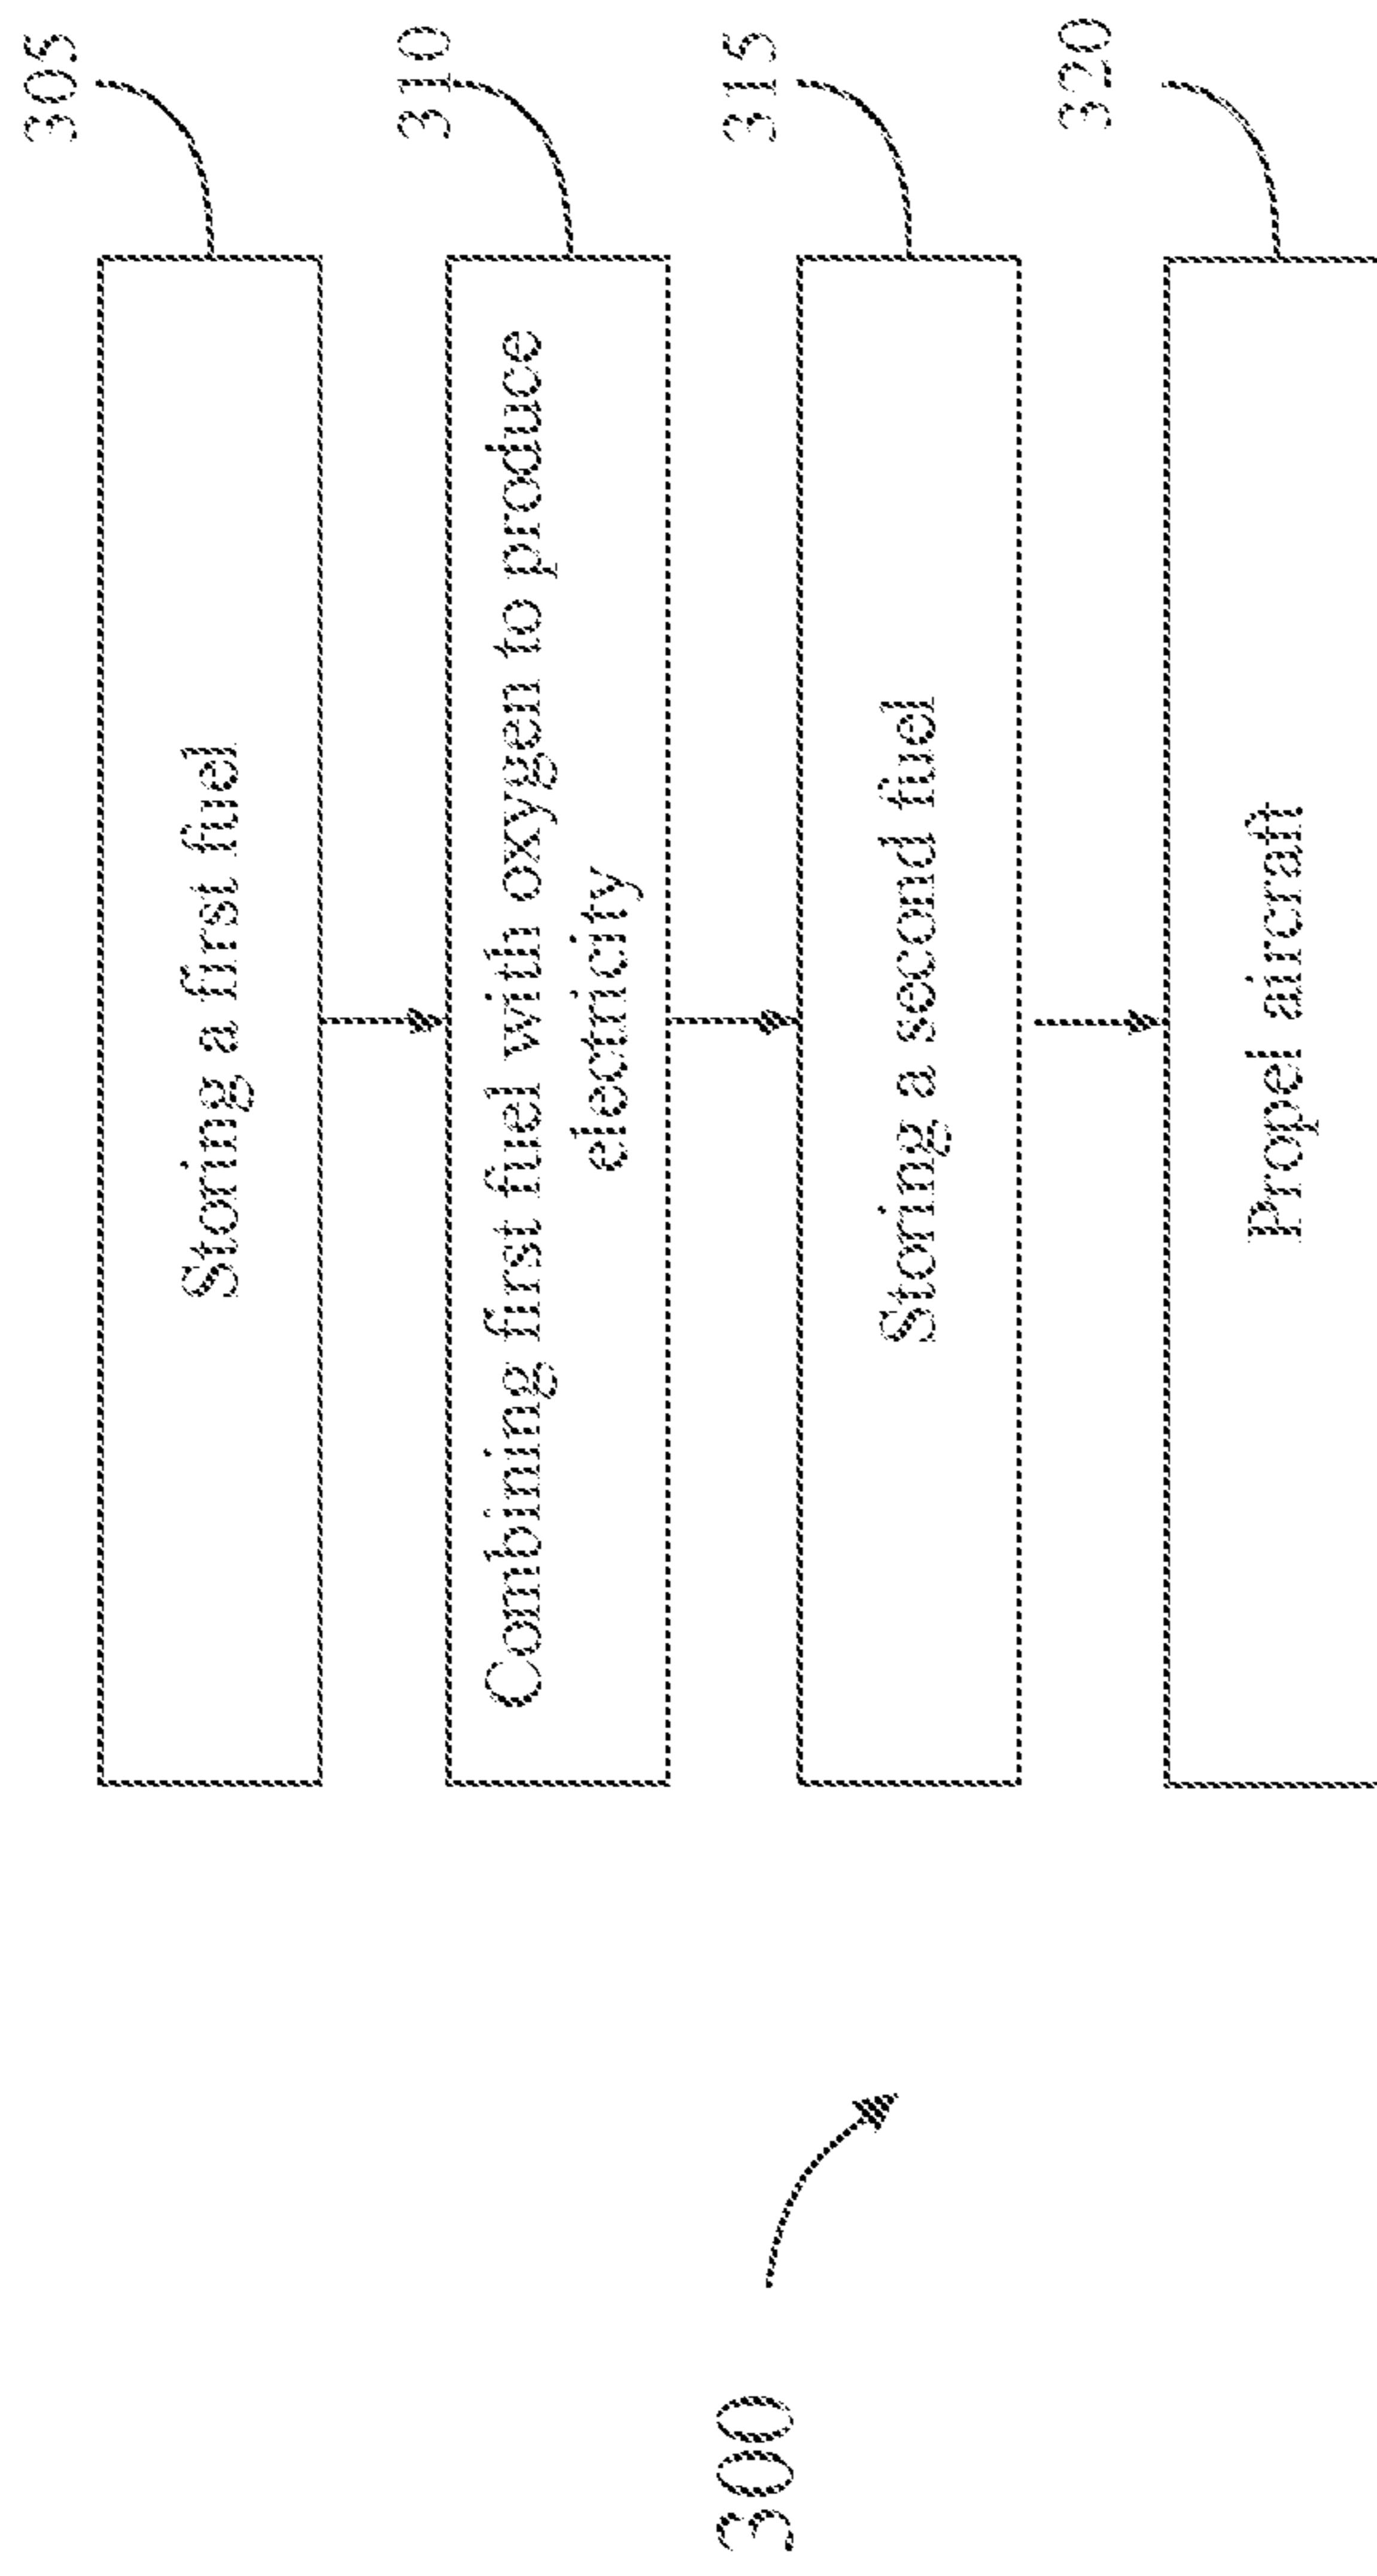 305
Storing a first fuel
310
Combining first fuel with oxygen to produce
electricity
315
Storing a second fuel
320
Propel aircraft
300